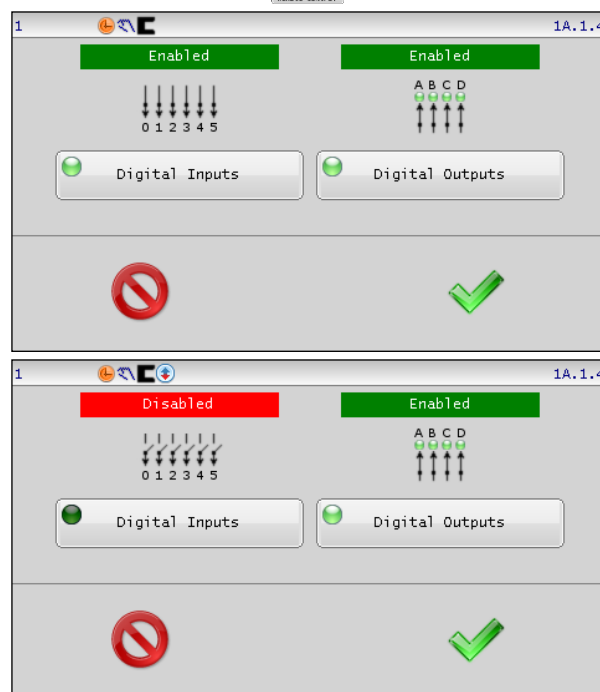 1 1A.1.4
Enabled Enabled
A B C D
0 1 2 3 4 5
Digital Inputs Digital Outputs
1 1A.1.4
Disabled Enabled
A B C D
0 1 2 3 4 5
Digital Inputs Digital Outputs